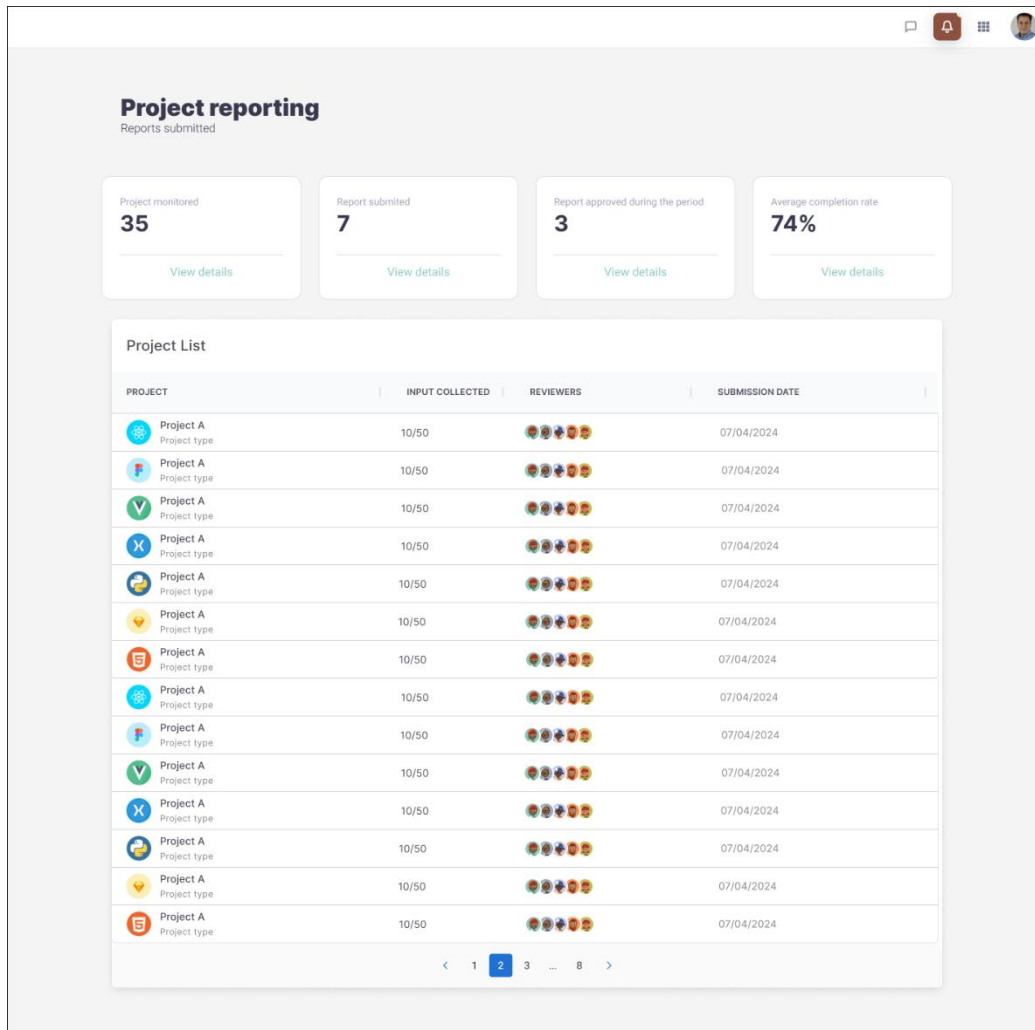 Project reporting
Reports submitted
Project monitored
35
View details
Report submited
7
View details
Report approved during the period
3
View details
Average completion rate
74%
View details
Project List
PROJECT INPUT COLLECTED REVIEWERS SUBMISSION DATE
Project A
Project type
10/50 07/04/2024
Project A
Project type
10/50 07/04/2024
Project A
Project type
10/50 07/04/2024
Project A
Project type
10/50 07/04/2024
Project A
Project type
10/50 07/04/2024
Project A
Project type
10/50 07/04/2024
Project A
Project type
10/50 07/04/2024
Project A
Project type
10/50 07/04/2024
Project A
Project type
10/50 07/04/2024
Project A
Project type
10/50 07/04/2024
Project A
Project type
10/50 07/04/2024
Project A
Project type
10/50 07/04/2024
Project A
Project type
10/50 07/04/2024
Project A
Project type
10/50 07/04/2024
< 1 2 3 ... 8 >